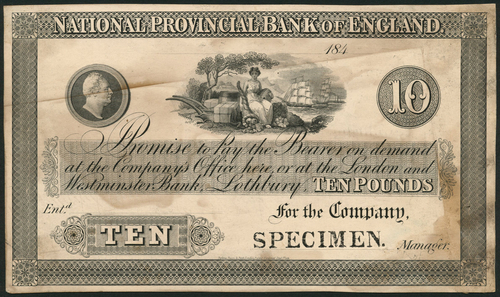 NATIONAL PROVINCIAL BANK OF ENGLAND.
184
10
I Promise to Pay the Bearer on demand
at the Company's Office here, or at the London and
Westminster Bank, Lothbury, TEN POUNDS
Ent.d
For the Company,
TEN
SPECIMEN.
Manager.